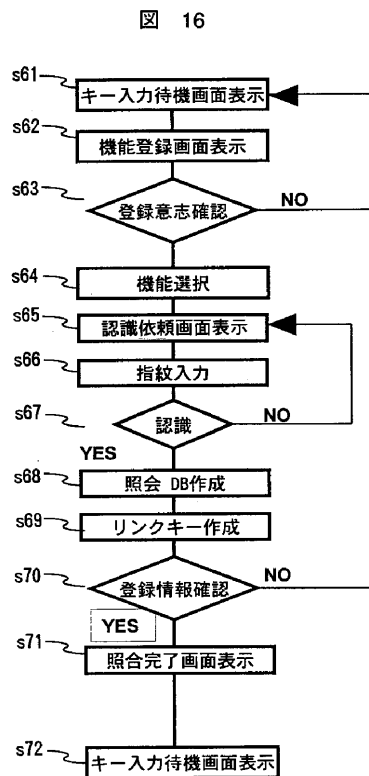 図 16
s61
キー入力待機画面表示
s62
機能登録画面表示
s63
登録意志確認
NO
s64
機能選択
s65
認識依頼画面表示
s66
指紋入力
s67
認識
NO
YES
s68
照会 DB作成
s69
リンクキー作成
s70
登録情報確認
NO
YES
s71
照合完了画面表示
s72
キー入力待機画面表示